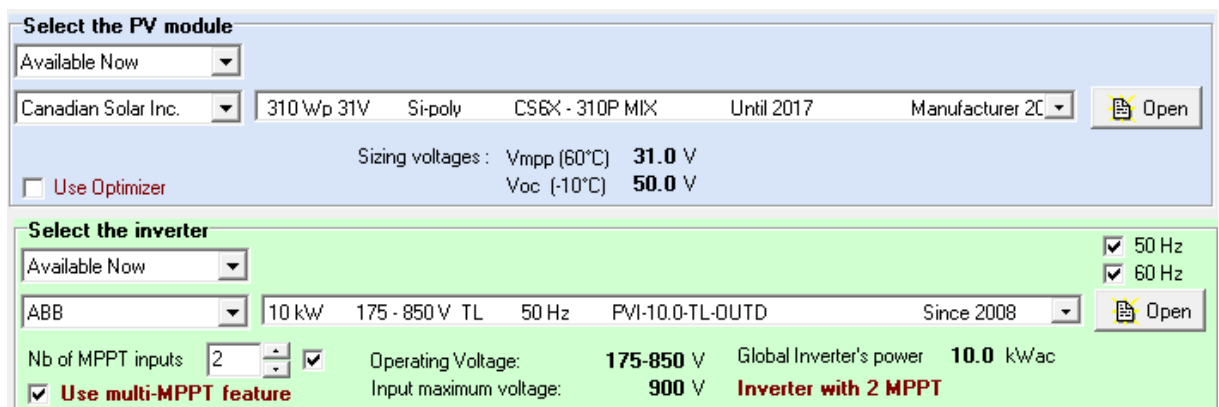 Select the PV module
Available Now
Canadian Solar Inc. 310 Wp 31V Si-poly CS6X - 310P MIX Until 2017 Manufacturer 20 Open
Sizing voltages : Vmpp (60°C) 31.0 V
Use Optimizer Voc (-10°C) 50.0 V
Select the inverter
50 Hz
Available Now 60 Hz
ABB 10 kW 175 - 850 V TL 50 Hz PVI-10.0-TL-OUTD Since 2008 Open
Nb of MPPT inputs 2 Operating Voltage: 175-850 V Global Inverter's power 10.0 kWac
Use multi-MPPT feature Input maximum voltage: 900 V Inverter with 2 MPPT